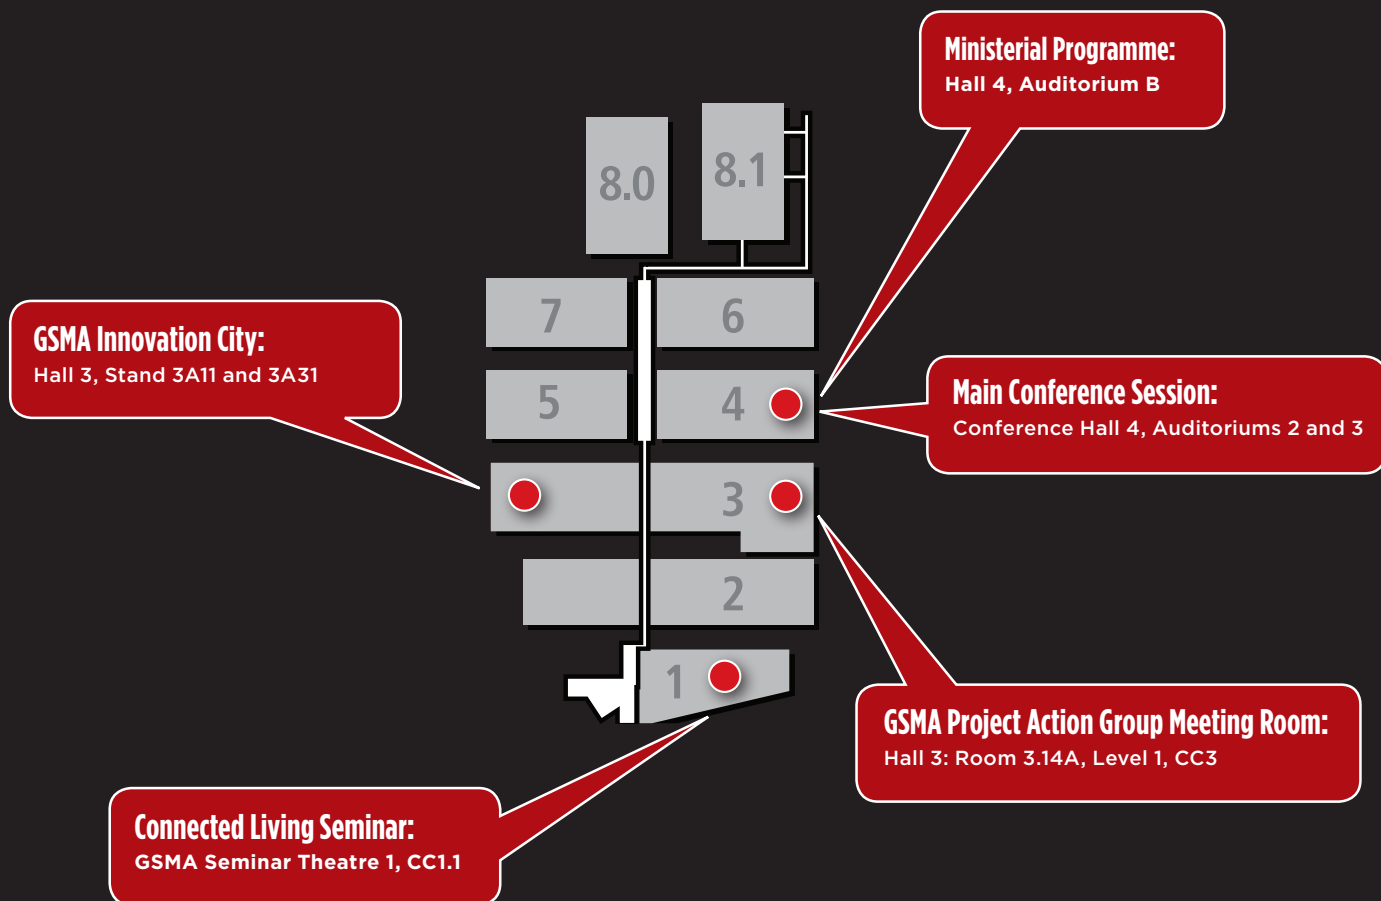 Ministerial Programme:
Hall 4, Auditorium B
8.0
8.1
7
6
GSMA Innovation City:
Hall 3, Stand 3A11 and 3A31
5
4
Main Conference Session:
Conference Hall 4, Auditoriums 2 and 3
3
2
1
GSMA Project Action Group Meeting Room:
Hall 3: Room 3.14A, Level 1, CC3
Connected Living Seminar:
GSMA Seminar Theatre 1, CC1.1